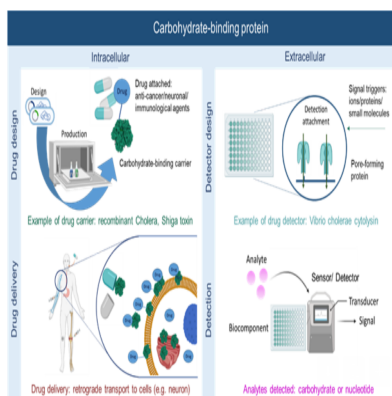 Carbohydrate-binding protein
Intracellular
Extracellular
Drug design
Design
Production
Drug
Drug attached:
anti-cancer/neuronal/
immunological agents
Carbohydrate-binding carrier
Example of drug carrier: recombinant Cholera, Shiga toxin
Detector design
Detection
attachment
Signal triggers:
ions/proteins/
small molecules
Pore-forming
protein
Example of drug detector: Vibrio cholerae cytolysin
Drug delivery
Drug delivery: retrograde transport to cells (e.g. neuron)
Detection
Analyte
Sensor/ Detector
Transducer
Signal
Biocomponent
Analytes detected: carbohydrate or nucleotide